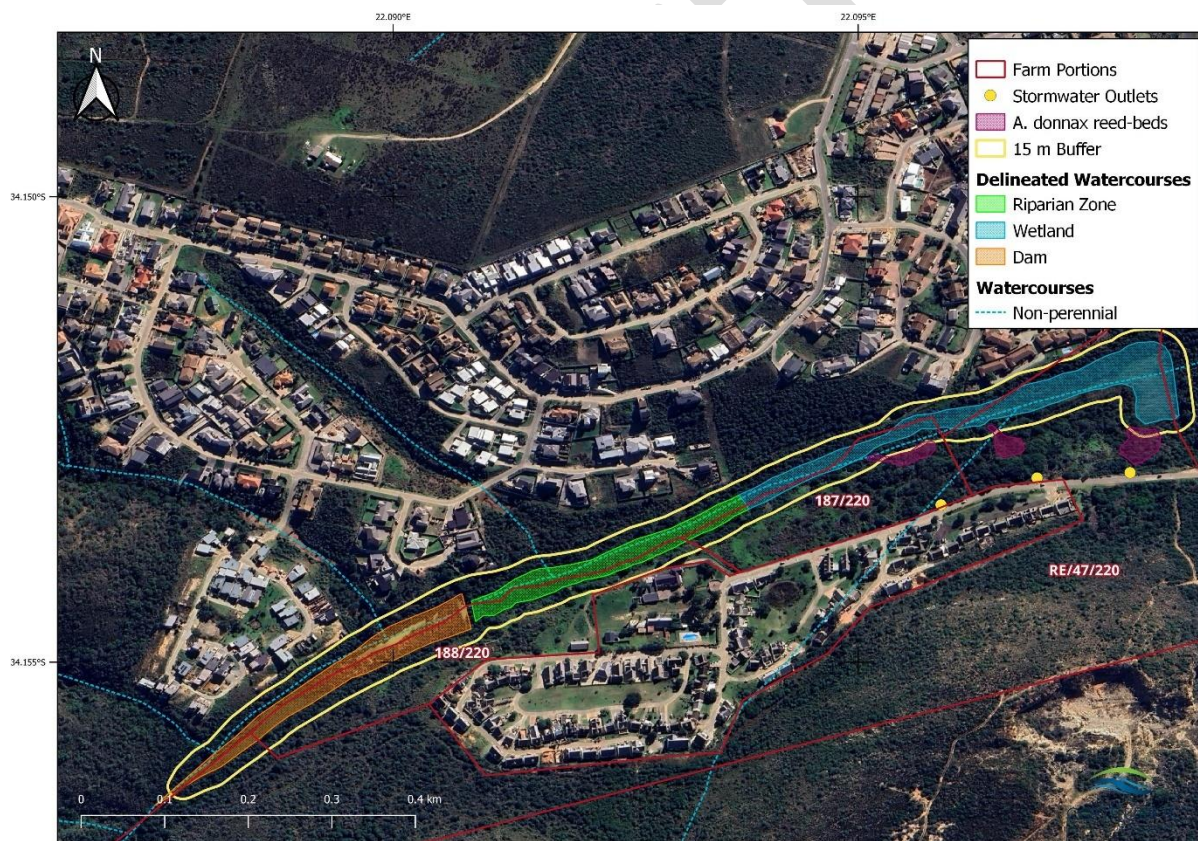 22.090°E
22.095°E
N
Farm Portions
Stormwater Outlets
A. donnax reed-beds
15 m Buffer
Delineated Watercourses
Riparian Zone
Wetland
Dam
Watercourses
Non-perennial
34.150°S
187/220
RE/47/220
188/220
34.155°S
0 0.1 0.2 0.3 0.4 km